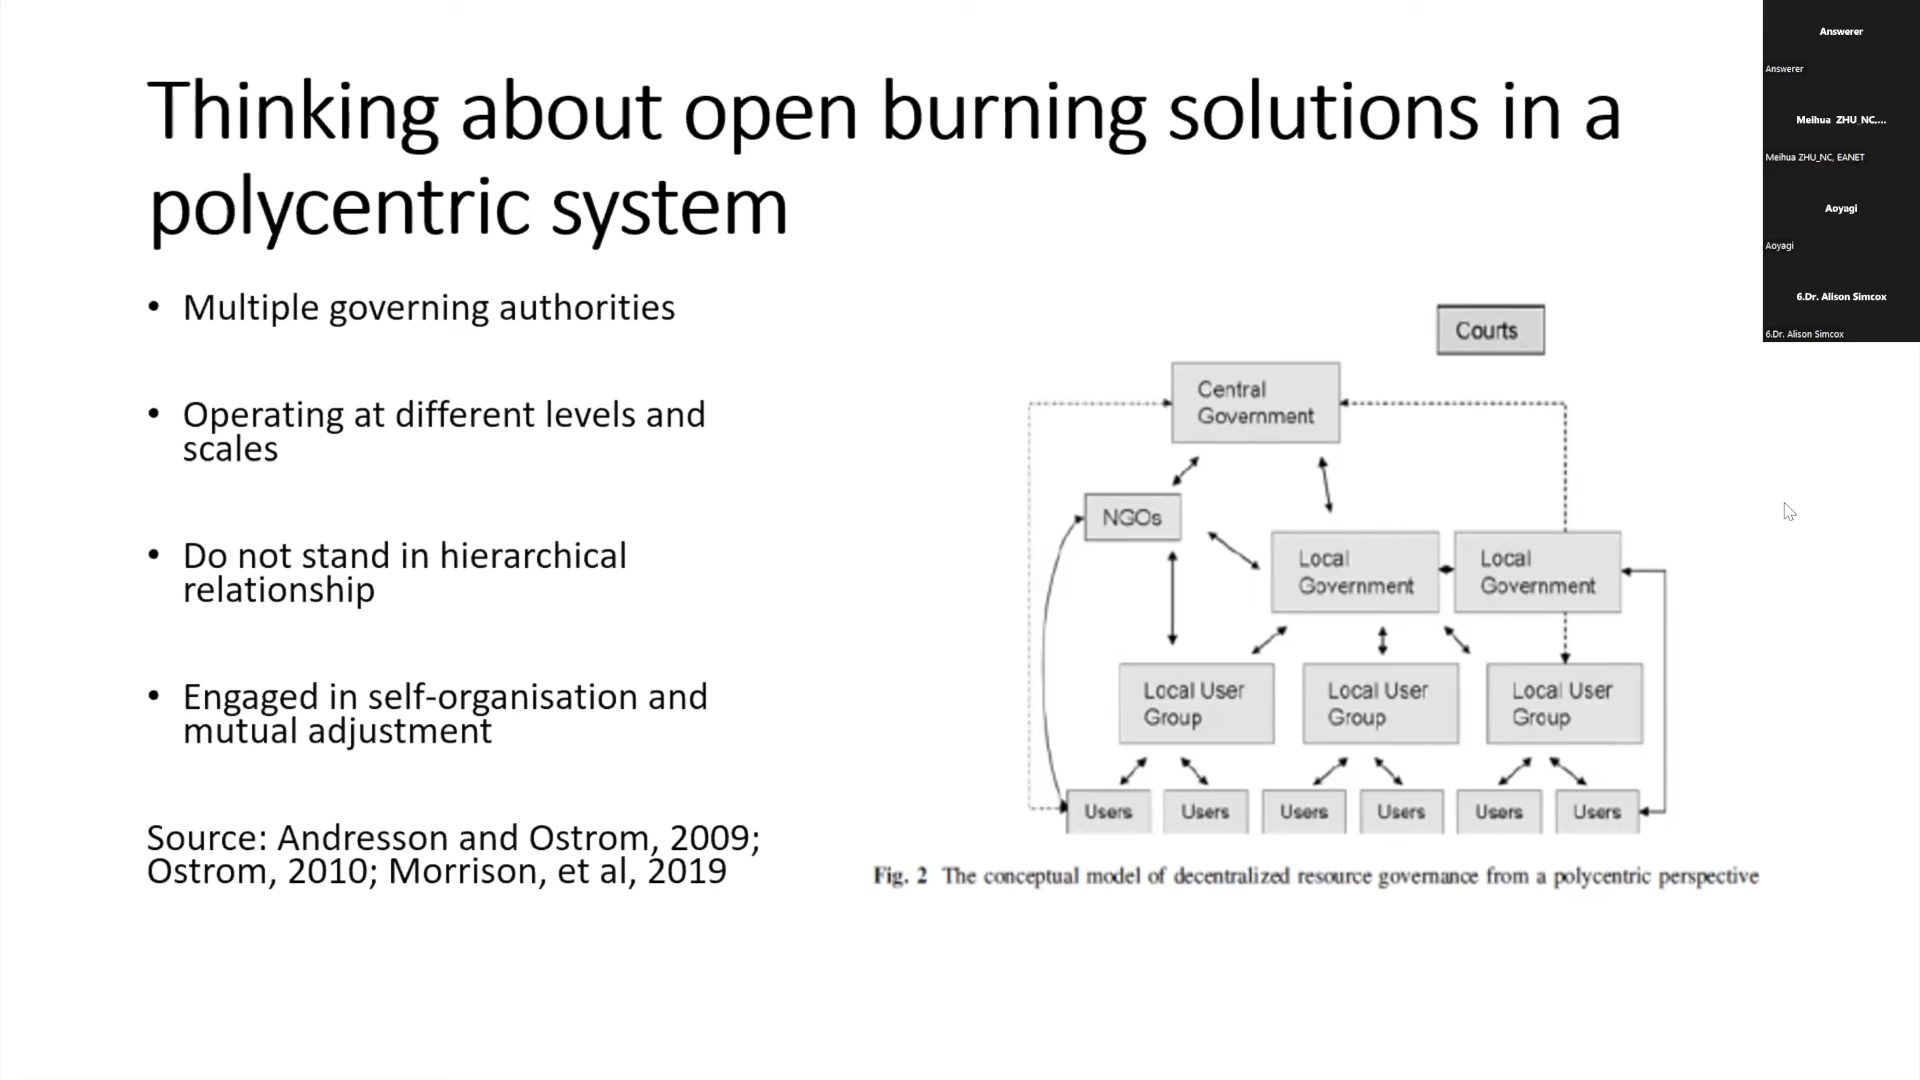 Thinking about open burning solutions in a
polycentric system
• Multiple governing authorities
• Operating at different levels and
scales
• Do not stand in hierarchical
relationship
• Engaged in self-organisation and
mutual adjustment
Source: Andresson and Ostrom, 2009;
Ostrom, 2010; Morrison, et al, 2019
Courts
Central
Government
NGOs
Local
Government
Local
Government
Local User
Group
Local User
Group
Local User
Group
Users
Users
Users
Users
Users
Users
Fig. 2 The conceptual model of decentralized resource governance from a polycentric perspective
Answerer
Answerer
Meihua ZHU_NC,...
Meihua ZHU_NC, EANET
Aoyagi
Aoyagi
6.Dr. Alison Simcox
6.Dr. Alison Simcox